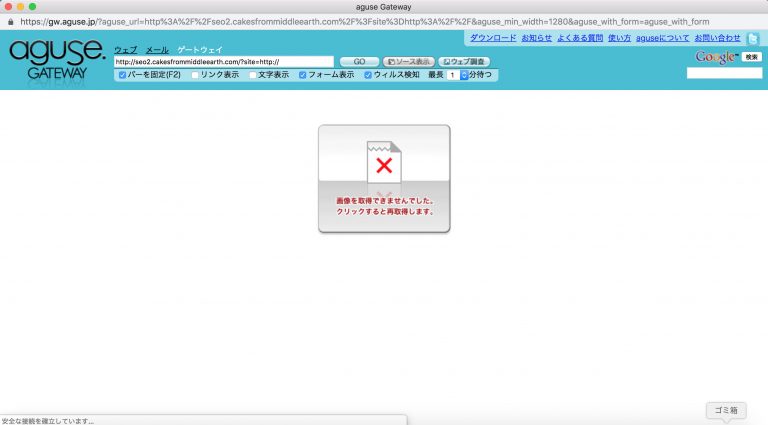 aguse Gateway
https://gw.aguse.jp/?aguse_url=http%3A%2F%2Fseo2.cakesfrommiddleearth.com%2F%3Fsite%3Dhttp%3A%2F%2F&aguse_min_width=1280&aguse_with_form=aguse_with_form
ダウンロード お知らせ よくある質問 使い方 aguseについて お問い合わせ
aguse.
GATEWAY
ウェブ メール ゲートウェイ
http://seo2.cakesfrommiddleearth.com/?site=http://
GO ソース表示 ウェブ調査
Google 検索
バーを固定(F2) リンク表示 文字表示 フォーム表示 ウィルス検知 最長 1 分待つ
画像を取得できませんでした。
クリックすると再取得します。
ゴミ箱
安全な接続を確立しています...